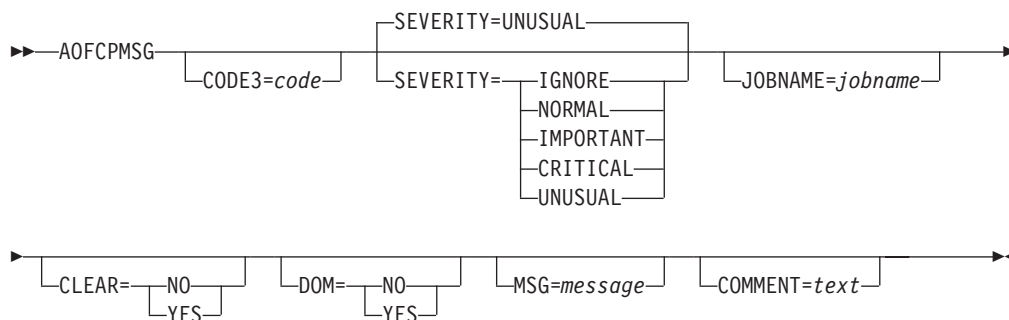 SEVERITY=UNUSUAL
AOFCPMSG
CODE3=code SEVERITY= IGNORE JOBNAME=jobname
NORMAL
IMPORTANT
CRITICAL
UNUSUAL
CLEAR= NO DOM= NO MSG=message COMMENT=text
YES YES